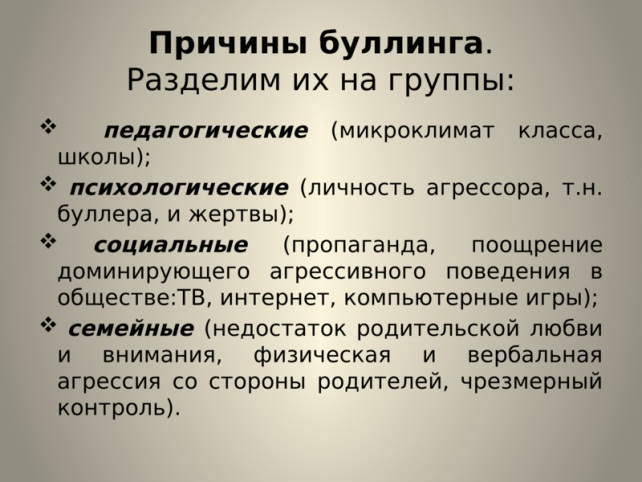 Причины буллинга.
Разделим их на группы:
❖ педагогические (микроклимат класса,
школы);
❖ психологические (личность агрессора, т.н.
буллера, и жертвы);
❖ социальные (пропаганда, поощрение
доминирующего агрессивного поведения в
обществе:ТВ, интернет, компьютерные игры);
❖ семейные (недостаток родительской любви
и внимания, физическая и вербальная
агрессия со стороны родителей, чрезмерный
контроль).